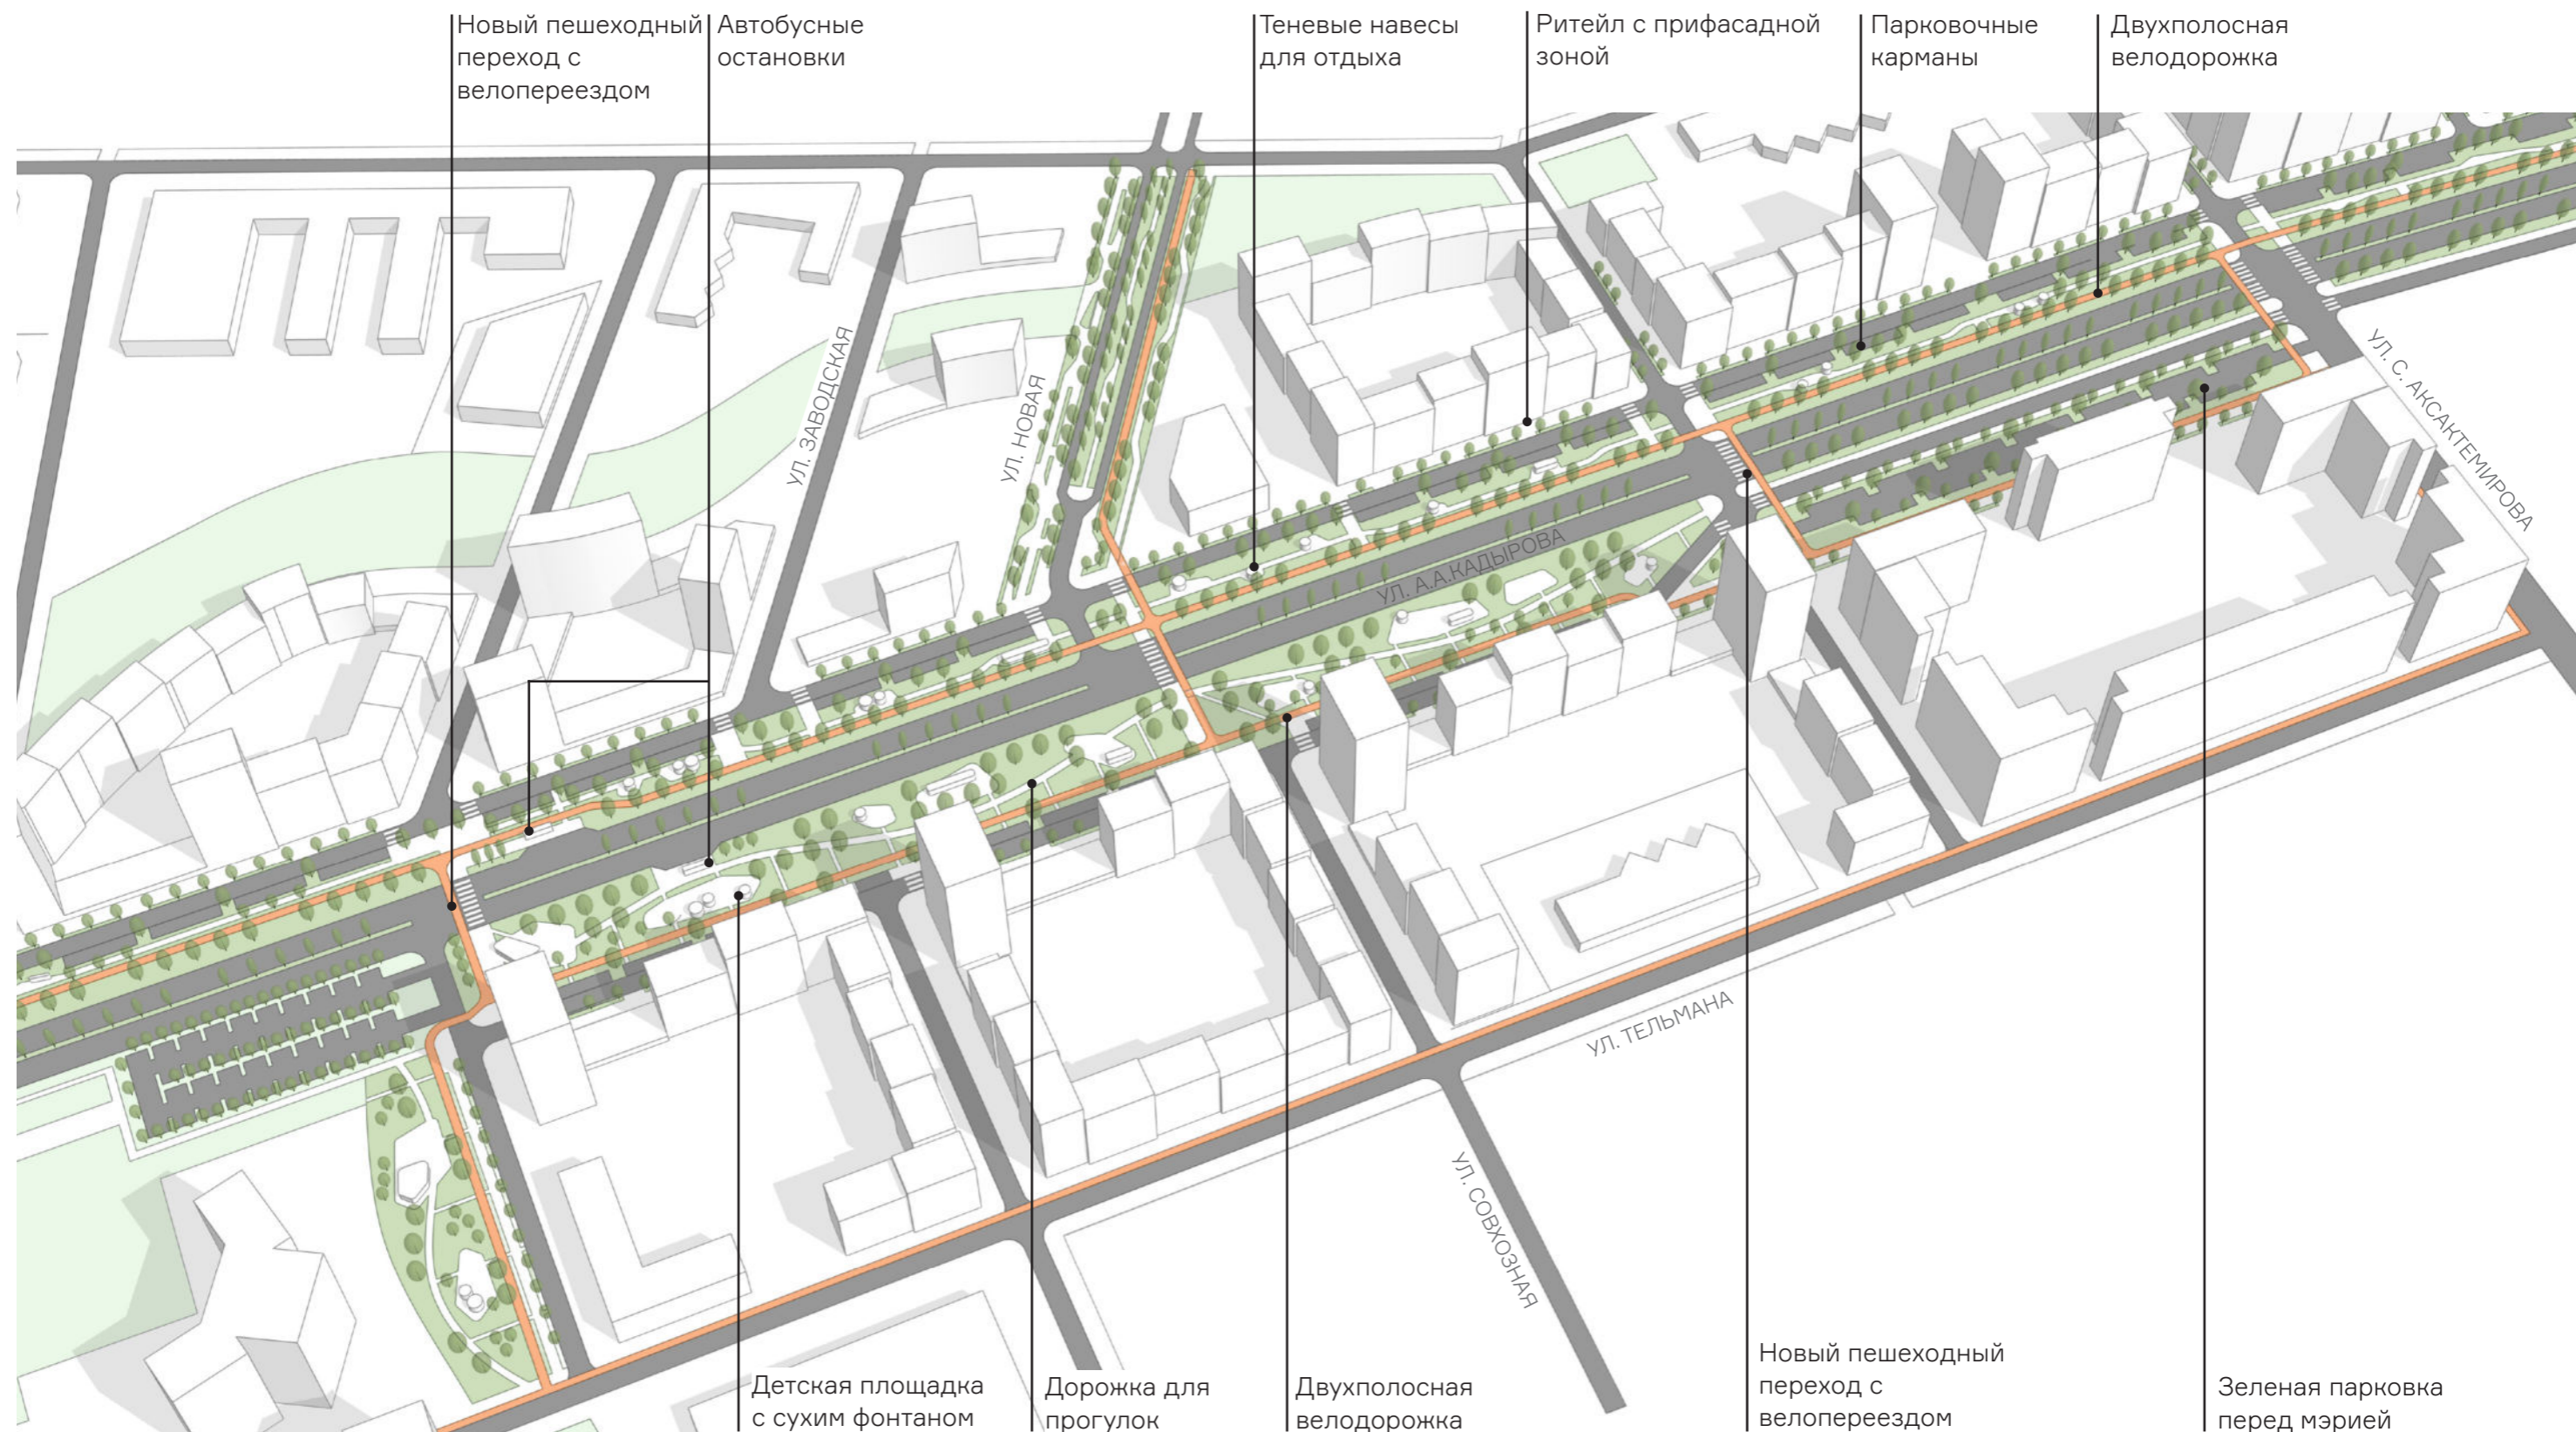 Новый пешеходный
переход с
велопереездом
Автобусные
остановки
Теневые навесы
для отдыха
Ритейл с прифасадной
зоной
Парковочные
карманы
Двухполосная
велодорожка
УЛ. ЗАВОДСКАЯ
УЛ. НОВАЯ
УЛ. А.А.КАДЫРОВА
УЛ. С. АКСАКТЕМИРОВА
УЛ. ТЕЛЬМАНА
УЛ. СОВХОЗНАЯ
Детская площадка
с сухим фонтаном
Дорожка для
прогулок
Двухполосная
велодорожка
Новый пешеходный
переход с
велопереездом
Зеленая парковка
перед мэрией